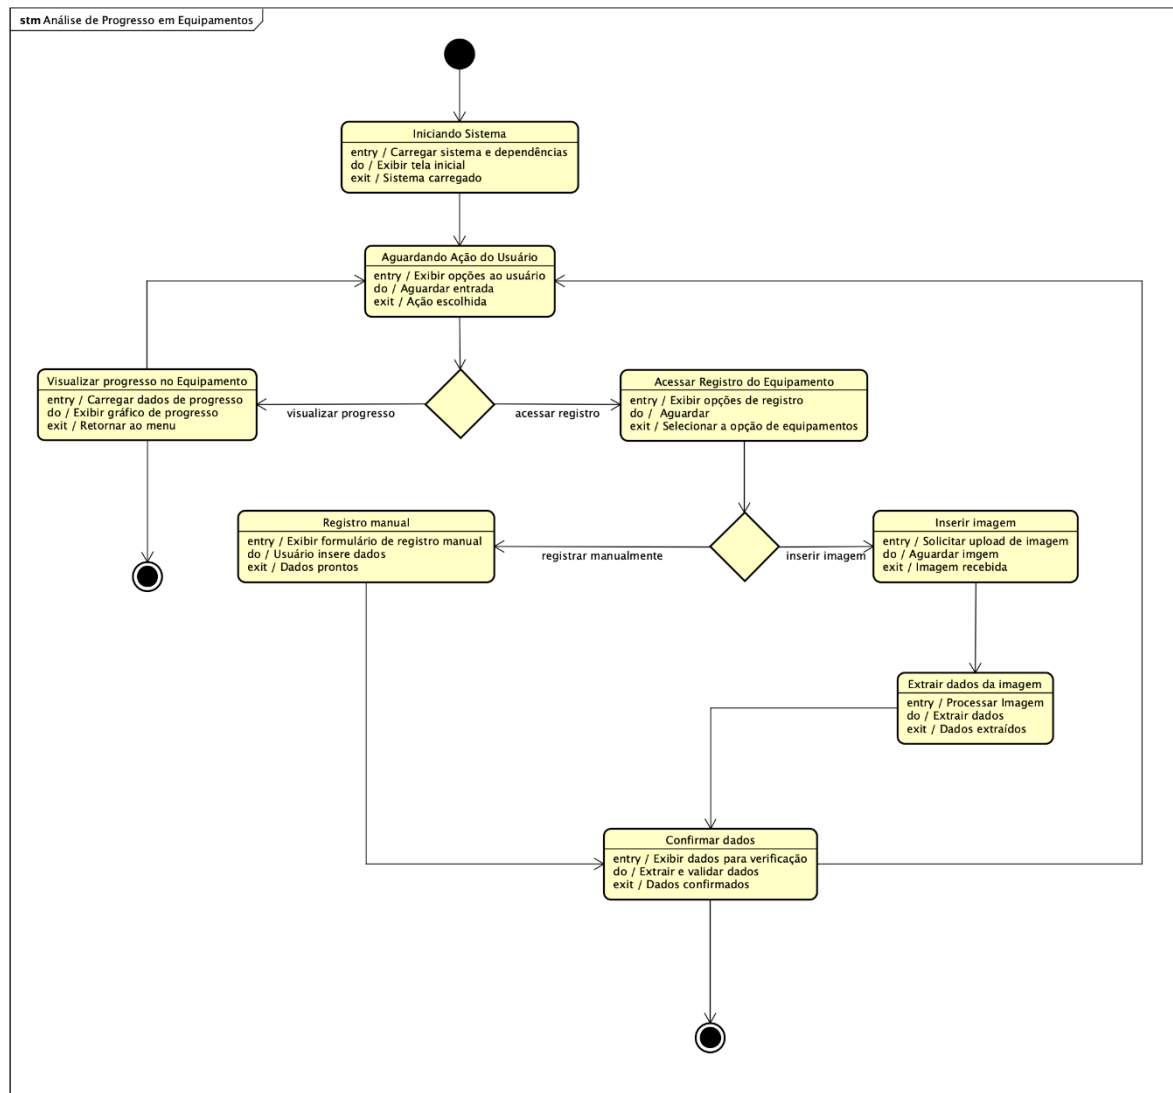 stm Análise de Progresso em Equipamentos
Iniciando Sistema
entry / Carregar sistema e dependências
do / Exibir tela inicial
exit / Sistema carregado
Aguardando Ação do Usuário
entry / Exibir opções ao usuário
do / Aguardar entrada
exit / Ação escolhida
Visualizar progresso no Equipamento
entry / Carregar dados de progresso
do / Exibir gráfico de progresso
exit / Retornar ao menu
visualizar progresso
acessar registro
Acessar Registro do Equipamento
entry / Exibir opções de registro
do / Aguardar
exit / Selecionar a opção de equipamentos
Registro manual
entry / Exibir formulário de registro manual
do / Usuário insere dados
exit / Dados prontos
registrar manualmente
inserir imagem
Inserir imagem
entry / Solicitar upload de imagem
do / Aguardar imgem
exit / Imagem recebida
Extrair dados da imagem
entry / Processar Imagem
do / Extrair dados
exit / Dados extraídos
Confirmar dados
entry / Exibir dados para verificação
do / Extrair e validar dados
exit / Dados confirmados